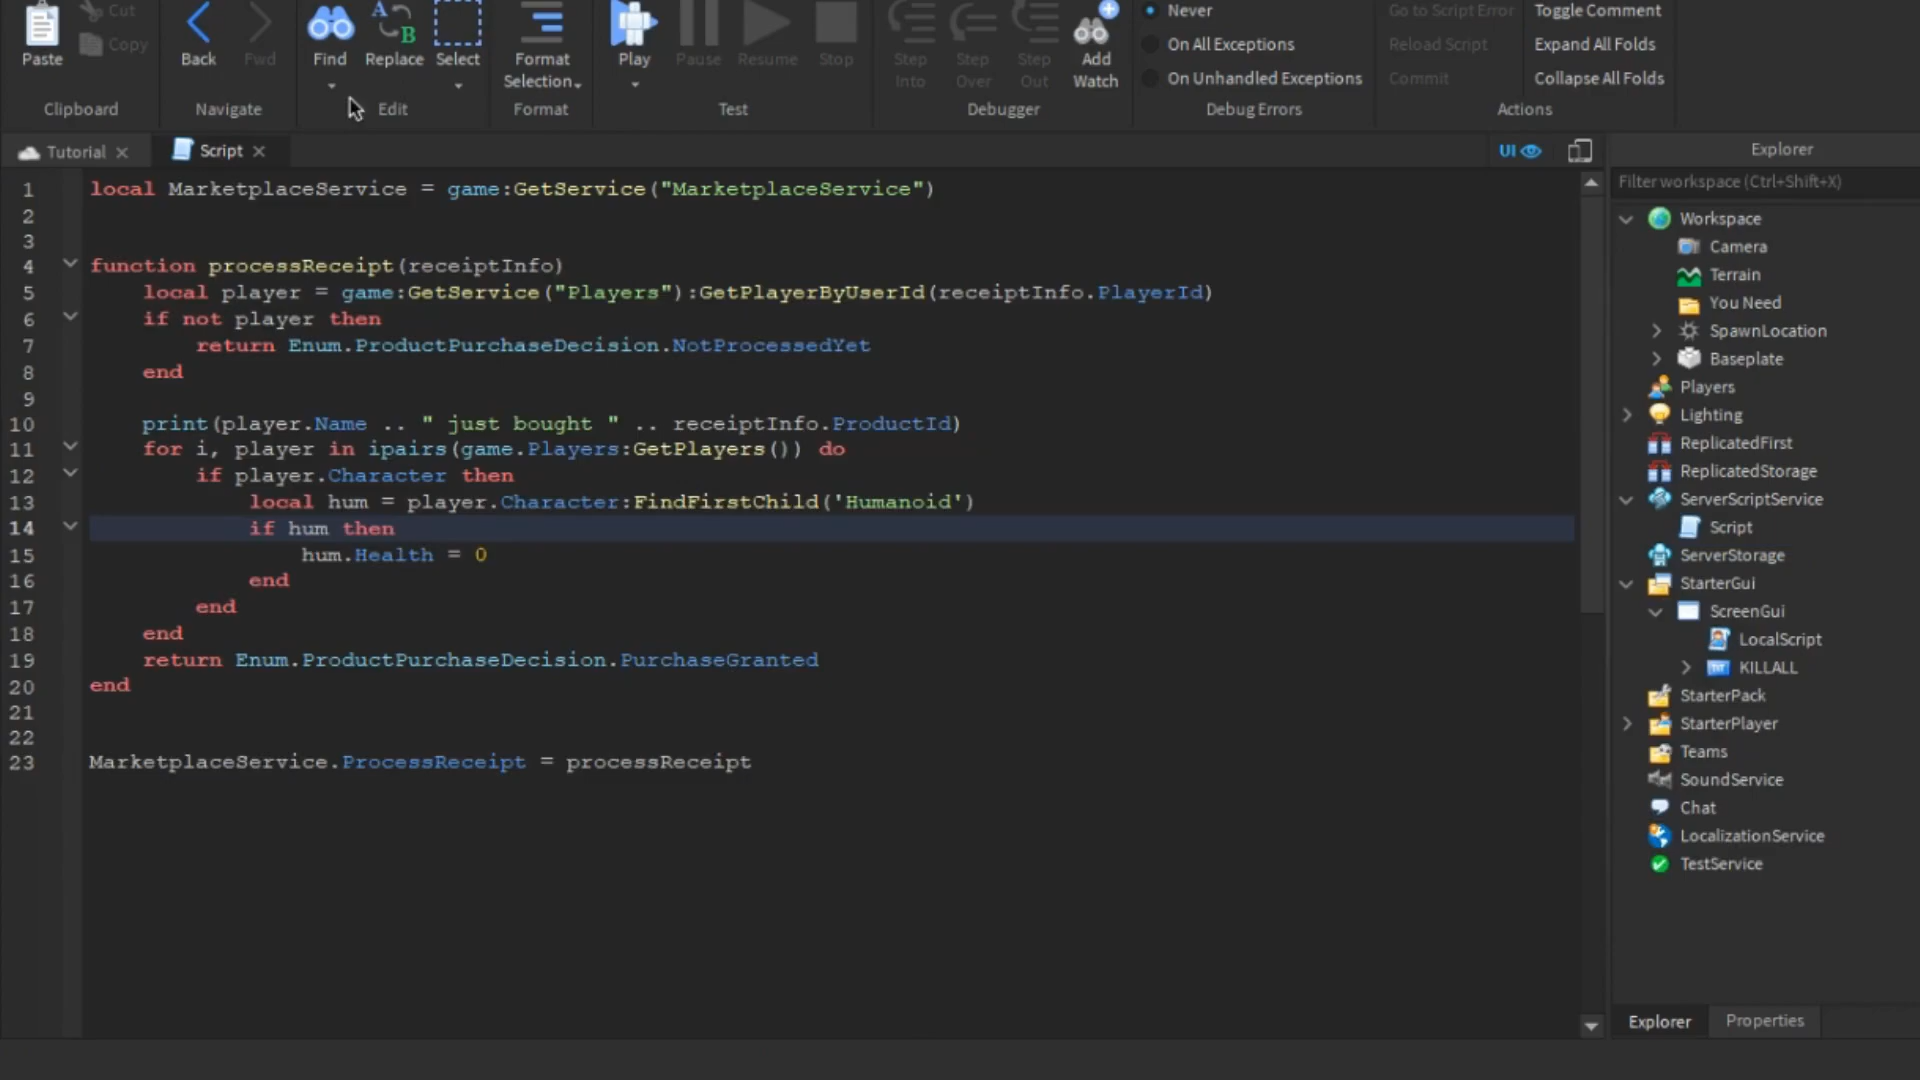 Paste
Cut
Copy
Clipboard
Back
Fwd
Navigate
Find
Replace
Select
Edit
Format
Selection
Format
Play
Pause
Resume
Stop
Test
Step
Into
Step
Over
Step
Out
Add
Watch
Debugger
Never
On All Exceptions
On Unhandled Exceptions
Debug Errors
Go to Script Error
Reload Script
Commit
Toggle Comment
Expand All Folds
Collapse All Folds
Actions
Tutorial
Script
UI
1 local MarketplaceService = game:GetService("MarketplaceService")
2
3
4 function processReceipt(receiptInfo)
5 local player = game:GetService("Players"):GetPlayerByUserId(receiptInfo.PlayerId)
6 if not player then
7 return Enum.ProductPurchaseDecision.NotProcessedYet
8 end
9
10 print(player.Name .. " just bought " .. receiptInfo.ProductId)
11 for i, player in ipairs(game.Players:GetPlayers()) do
12 if player.Character then
13 local hum = player.Character:FindFirstChild('Humanoid')
14 if hum then
15 hum.Health = 0
16 end
17 end
18 end
19 return Enum.ProductPurchaseDecision.PurchaseGranted
20 end
21
22
23 MarketplaceService.ProcessReceipt = processReceipt
Explorer
Filter workspace (Ctrl+Shift+X)
Workspace
Camera
Terrain
You Need
SpawnLocation
Baseplate
Players
Lighting
ReplicatedFirst
ReplicatedStorage
ServerScriptService
Script
ServerStorage
StarterGui
ScreenGui
LocalScript
KILLALL
StarterPack
StarterPlayer
Teams
SoundService
Chat
LocalizationService
TestService
Explorer
Properties